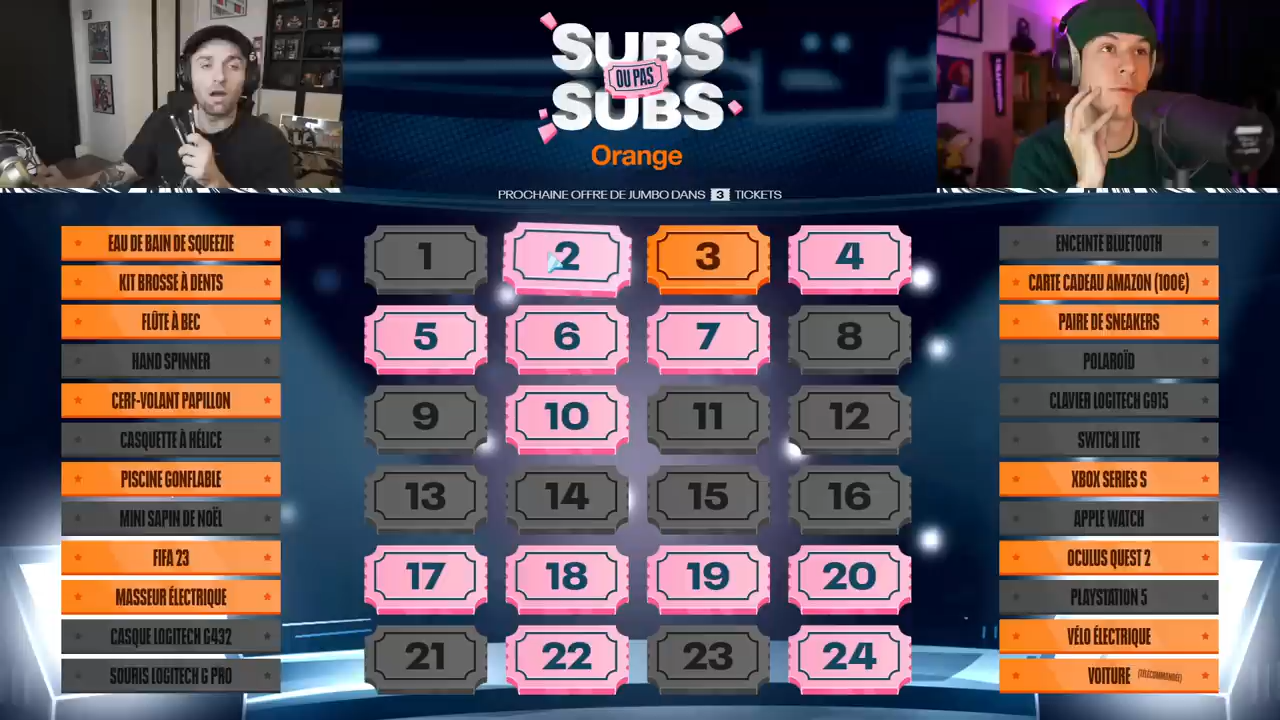 SUBS
OU PAS
SUBS
Orange
PROCHAINE OFFRE DE JUMBO DANS 3 TICKETS
EAU DE BAIN DE SQUEEZIE
KIT BROSSE À DENTS
FLÛTE À BEC
HAND SPINNER
CERF-VOLANT PAPILLON
CASQUETTE À HÉLICE
PISCINE GONFLABLE
MINI SAPIN DE NOËL
FIFA 23
MASSEUR ÉLECTRIQUE
CASQUE LOGITECH G432
SOURIS LOGITECH G PRO
1 2 3 4
5 6 7 8
9 10 11 12
13 14 15 16
17 18 19 20
21 22 23 24
ENCEINTE BLUETOOTH
CARTE CADEAU AMAZON (100€)
PAIRE DE SNEAKERS
POLAROÏD
CLAVIER LOGITECH G915
SWITCH LITE
XBOX SERIES S
APPLE WATCH
OCULUS QUEST 2
PLAYSTATION 5
VÉLO ÉLECTRIQUE
VOITURE (TÉLÉCOMMANDÉE)